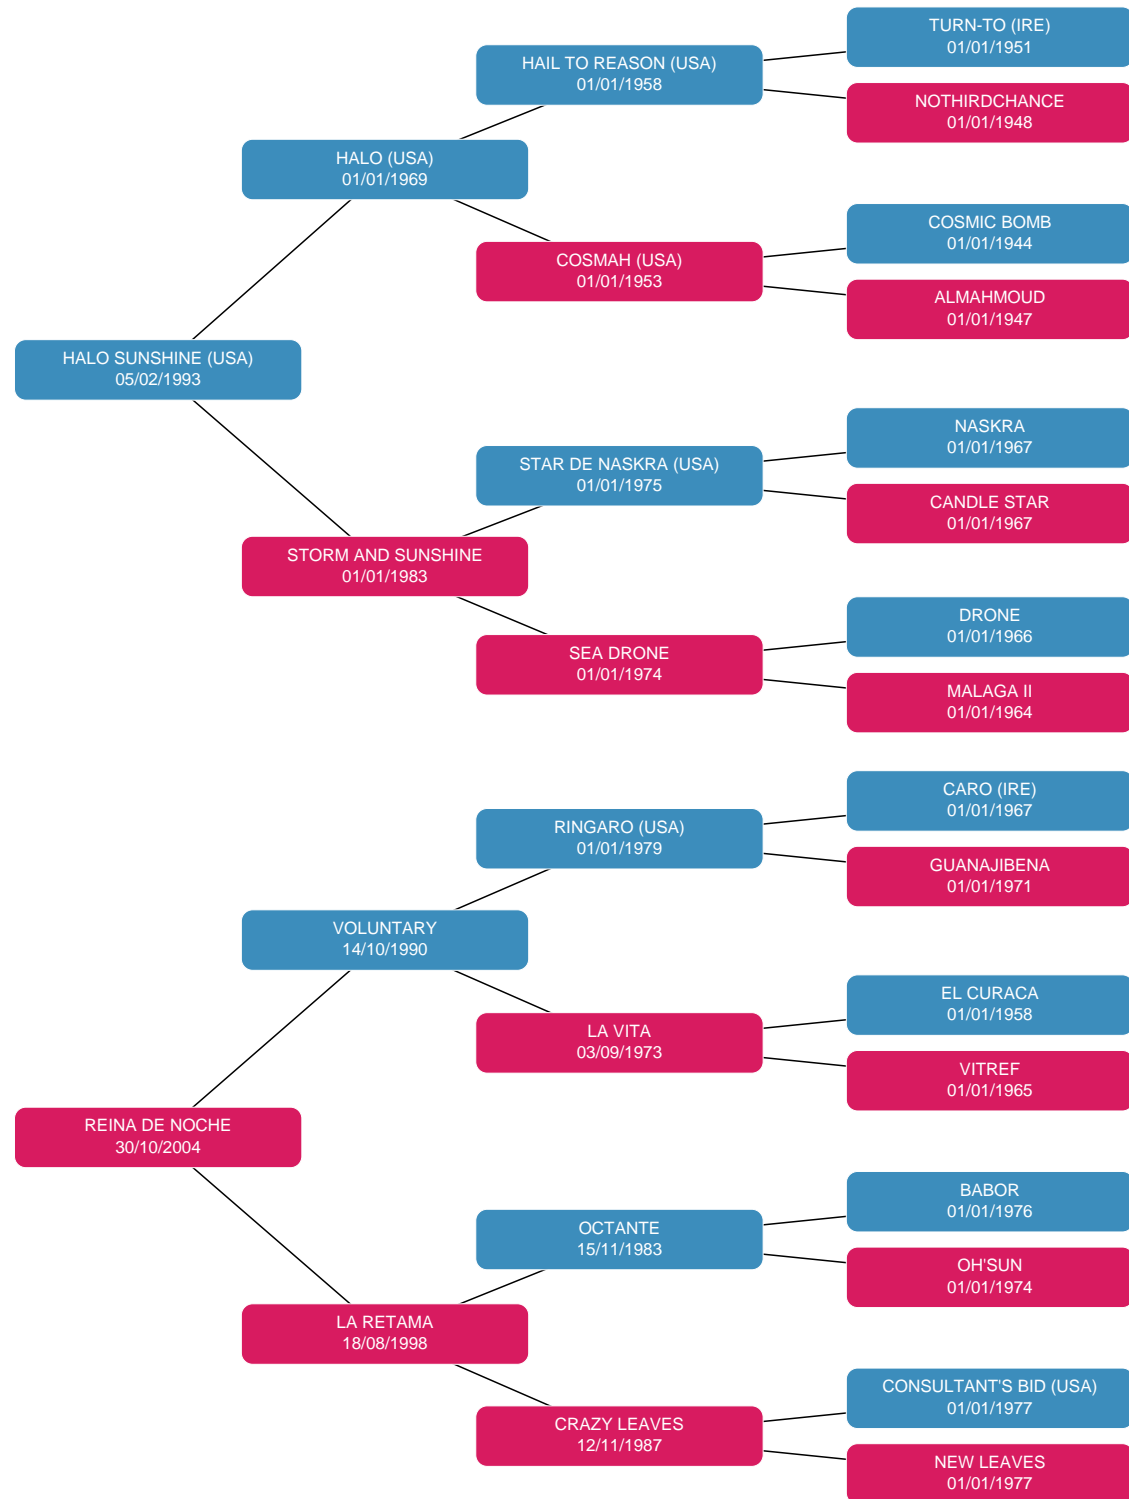 TURN-TO (IRE)
01/01/1951
HAIL TO REASON (USA)
01/01/1958
NOTHIRDCHANCE
01/01/1948
HALO (USA)
01/01/1969
COSMIC BOMB
01/01/1944
COSMAH (USA)
01/01/1953
ALMAHMOUD
01/01/1947
HALO SUNSHINE (USA)
05/02/1993
NASKRA
01/01/1967
STAR DE NASKRA (USA)
01/01/1975
CANDLE STAR
01/01/1967
STORM AND SUNSHINE
01/01/1983
DRONE
01/01/1966
SEA DRONE
01/01/1974
MALAGA II
01/01/1964
CARO (IRE)
01/01/1967
RINGARO (USA)
01/01/1979
GUANAJIBENA
01/01/1971
VOLUNTARY
14/10/1990
EL CURACA
01/01/1958
LA VITA
03/09/1973
VITREF
01/01/1965
REINA DE NOCHE
30/10/2004
BABOR
01/01/1976
OCTANTE
15/11/1983
OH'SUN
01/01/1974
LA RETAMA
18/08/1998
CONSULTANT'S BID (USA)
01/01/1977
CRAZY LEAVES
12/11/1987
NEW LEAVES
01/01/1977